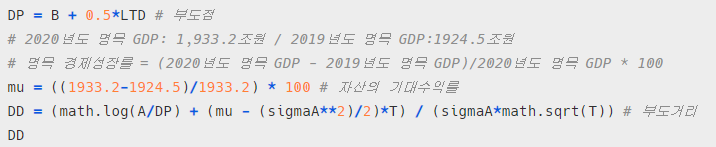 DP = B + 0.5*LTD # 부도점
# 2020년도 명목 GDP: 1,933.2조원 / 2019년도 명목 GDP:1924.5조원
# 명목 경제성장률 = (2020년도 명목 GDP - 2019년도 명목 GDP)/2020년도 명목 GDP * 100
mu = ((1933.2-1924.5)/1933.2) * 100 # 자산의 기대수익률
DD = (math.log(A/DP) + (mu - (sigmaA**2)/2)*T) / (sigmaA*math.sqrt(T)) # 부도거리
DD